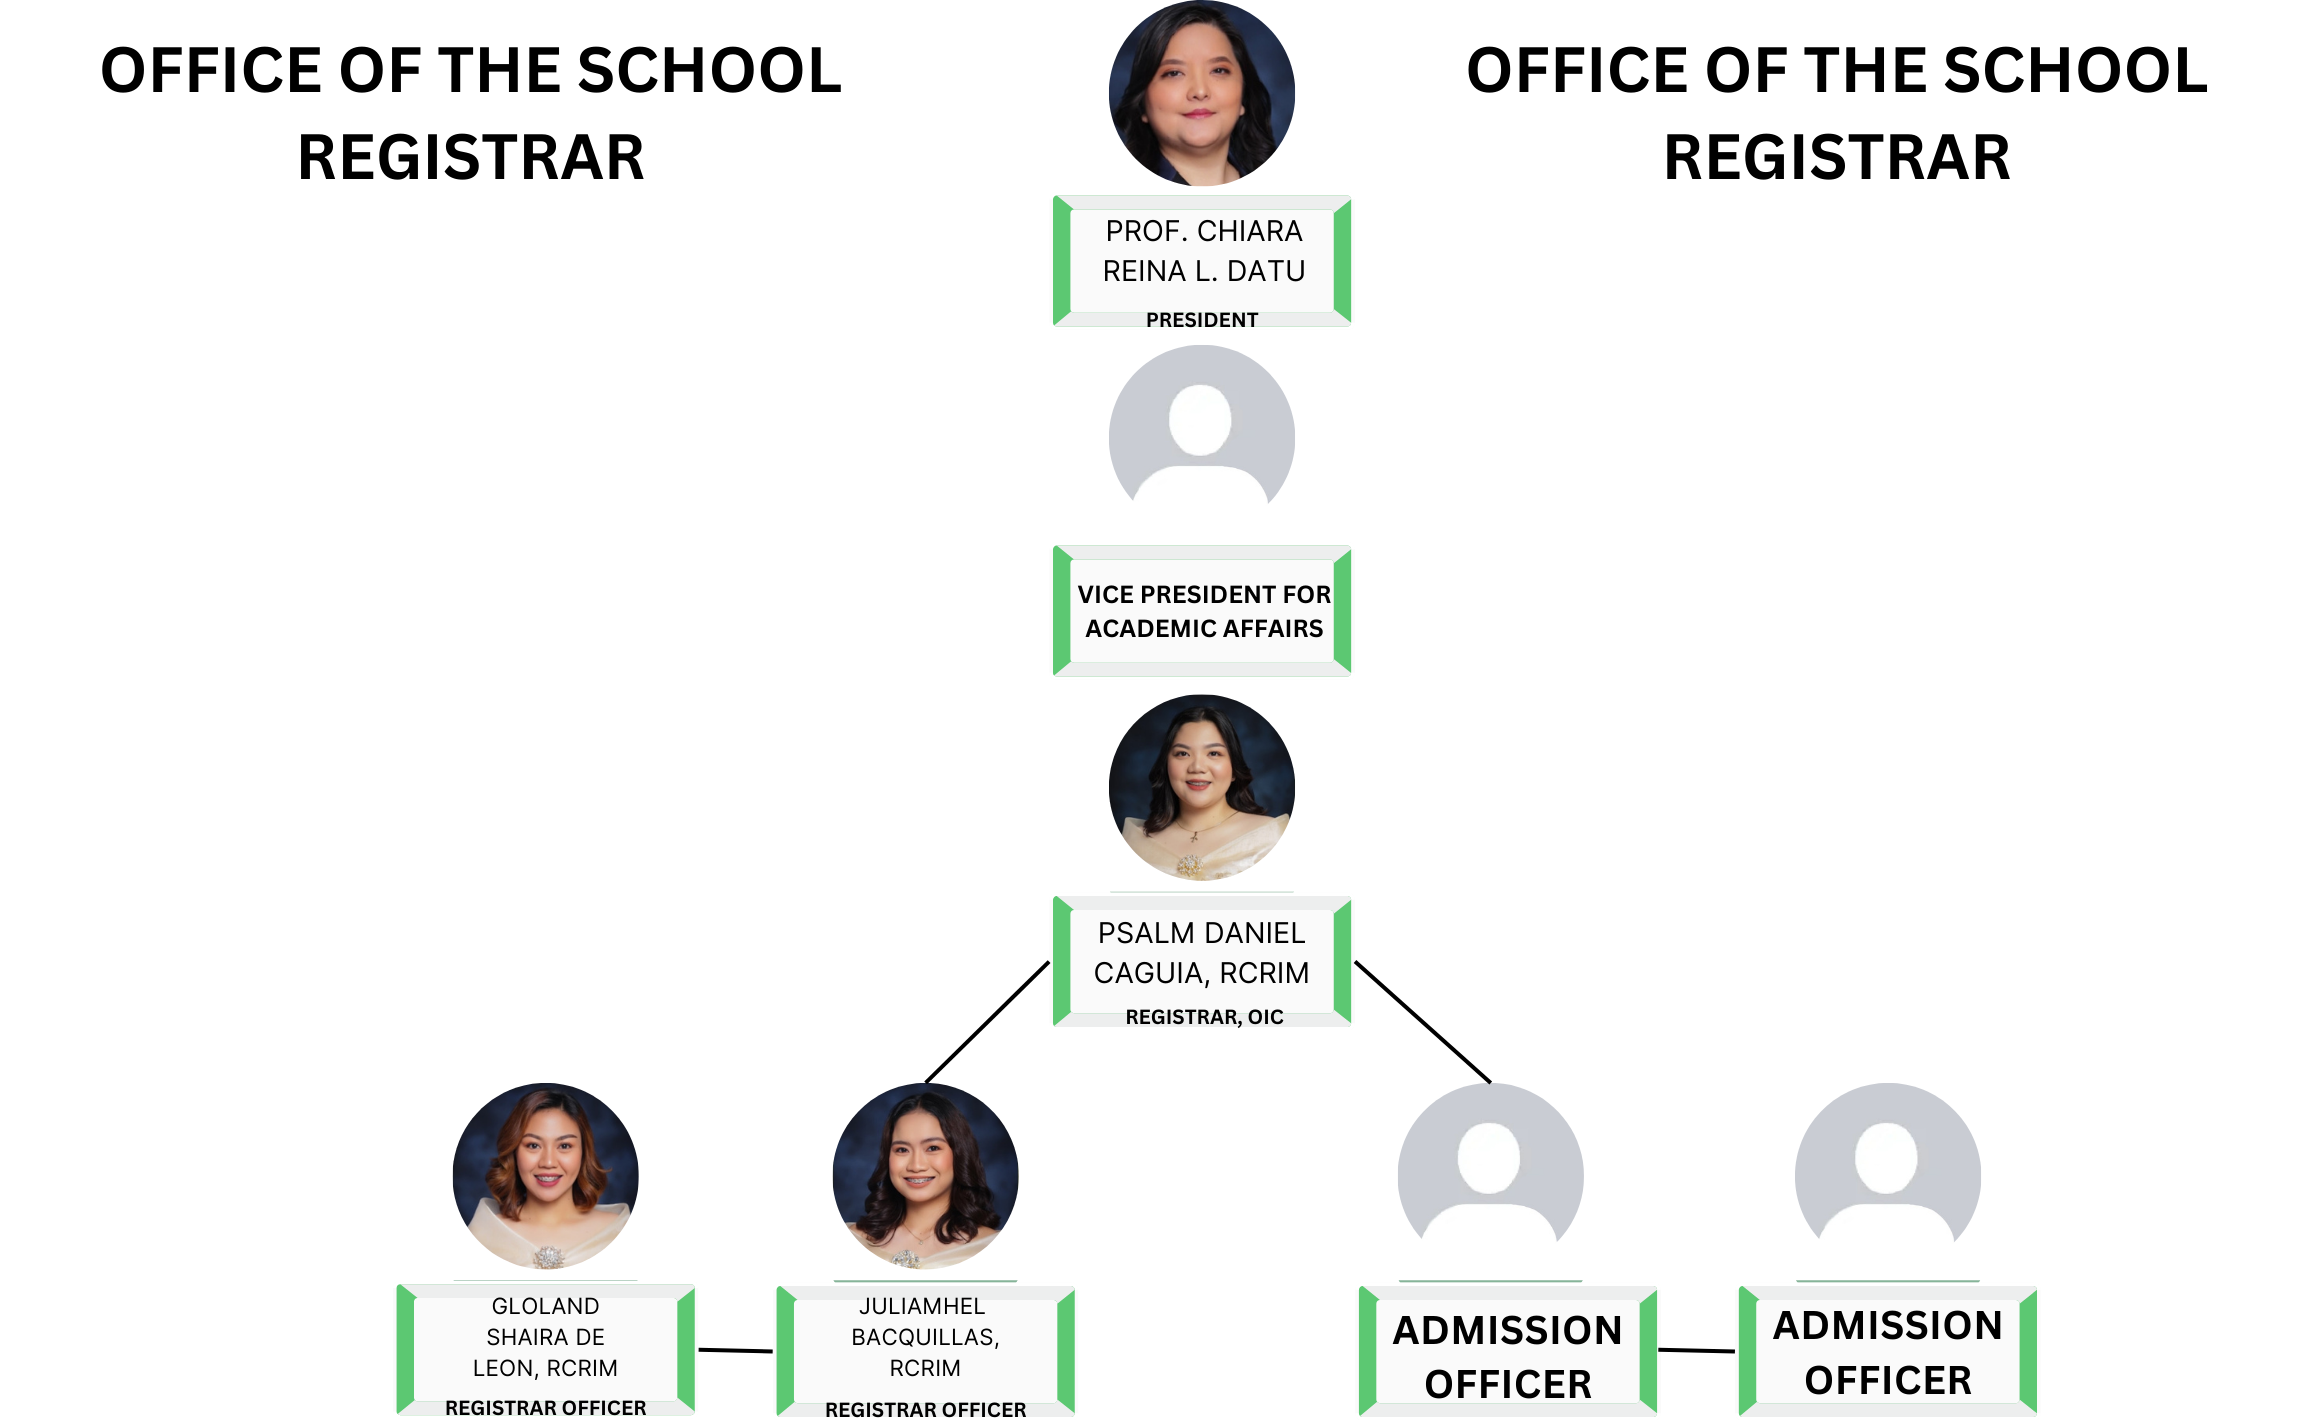 OFFICE OF THE SCHOOL
REGISTRAR
OFFICE OF THE SCHOOL
REGISTRAR
PROF. CHIARA
REINA L. DATU
PRESIDENT
VICE PRESIDENT FOR
ACADEMIC AFFAIRS
PSALM DANIEL
CAGUIA, RCRIM
REGISTRAR, OIC
GLOLAND
SHAIRA DE
LEON, RCRIM
REGISTRAR OFFICER
JULIAMHEL
BACQUILLAS,
RCRIM
REGISTRAR OFFICER
ADMISSION
OFFICER
ADMISSION
OFFICER